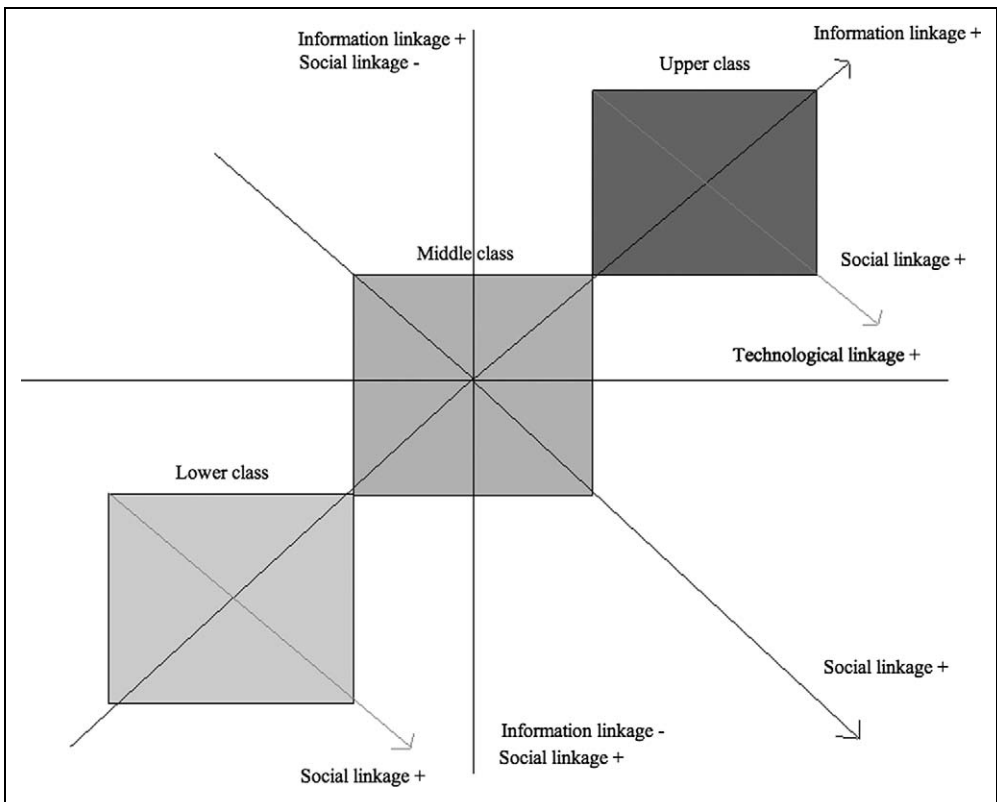 Information linkage +
Social linkage -
Information linkage +
Upper class
Middle class
Social linkage +
Technological linkage +
Lower class
Social linkage +
Information linkage -
Social linkage +
Social linkage +